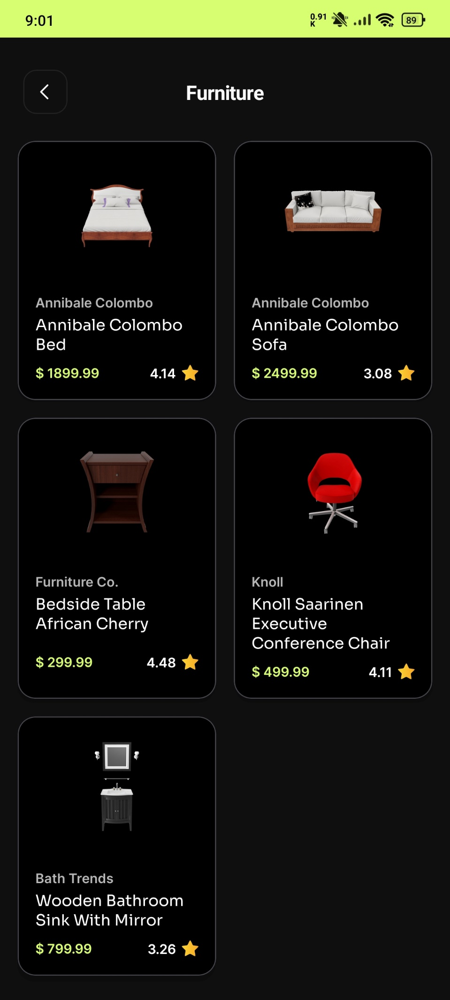 9:01
0.91
K
89
Furniture
Annibale Colombo
Annibale Colombo
Bed
$ 1899.99
4.14
Annibale Colombo
Annibale Colombo
Sofa
$ 2499.99
3.08
Furniture Co.
Bedside Table
African Cherry
$ 299.99
4.48
Knoll
Knoll Saarinen
Executive
Conference Chair
$ 499.99
4.11
Bath Trends
Wooden Bathroom
Sink With Mirror
$ 799.99
3.26